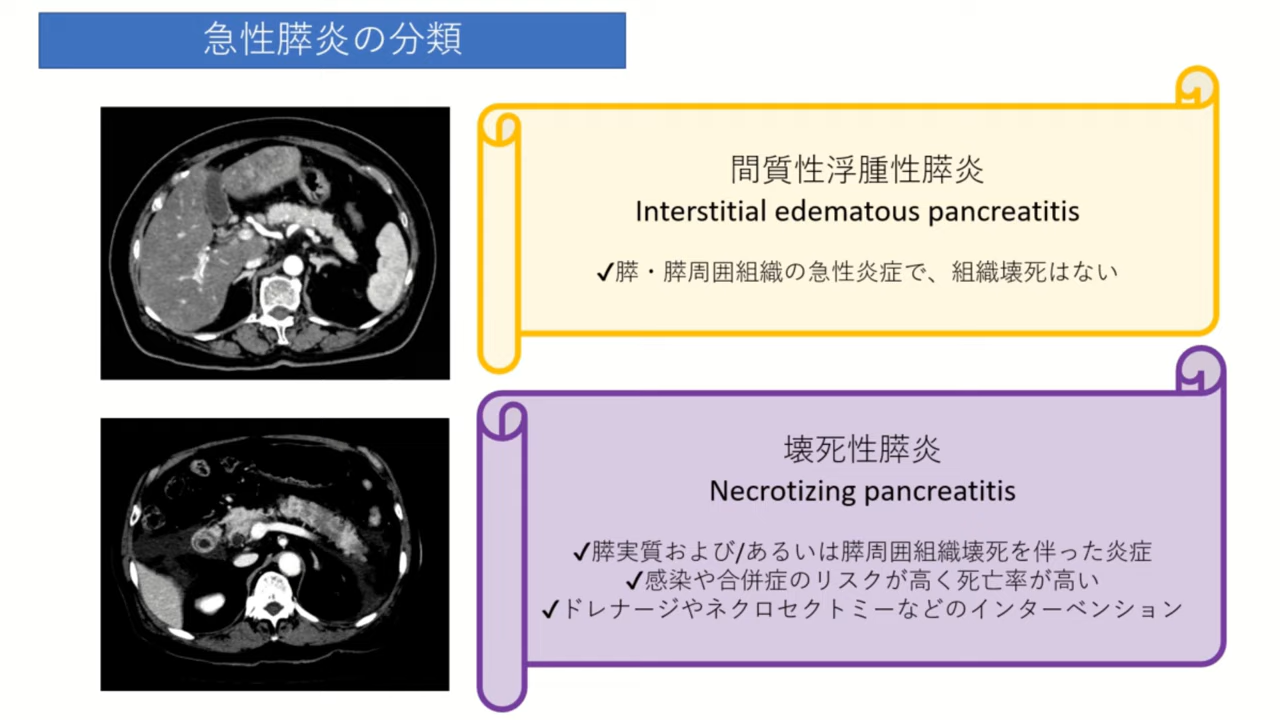 急性膵炎の分類
間質性浮腫性膵炎
Interstitial edematous pancreatitis
✓膵・膵周囲組織の急性炎症で、組織壊死はない
壊死性膵炎
Necrotizing pancreatitis
✓膵実質および/あるいは膵周囲組織壊死を伴った炎症
✓感染や合併症のリスクが高く死亡率が高い
✓ドレナージやネクロセクトミーなどのインターベンション